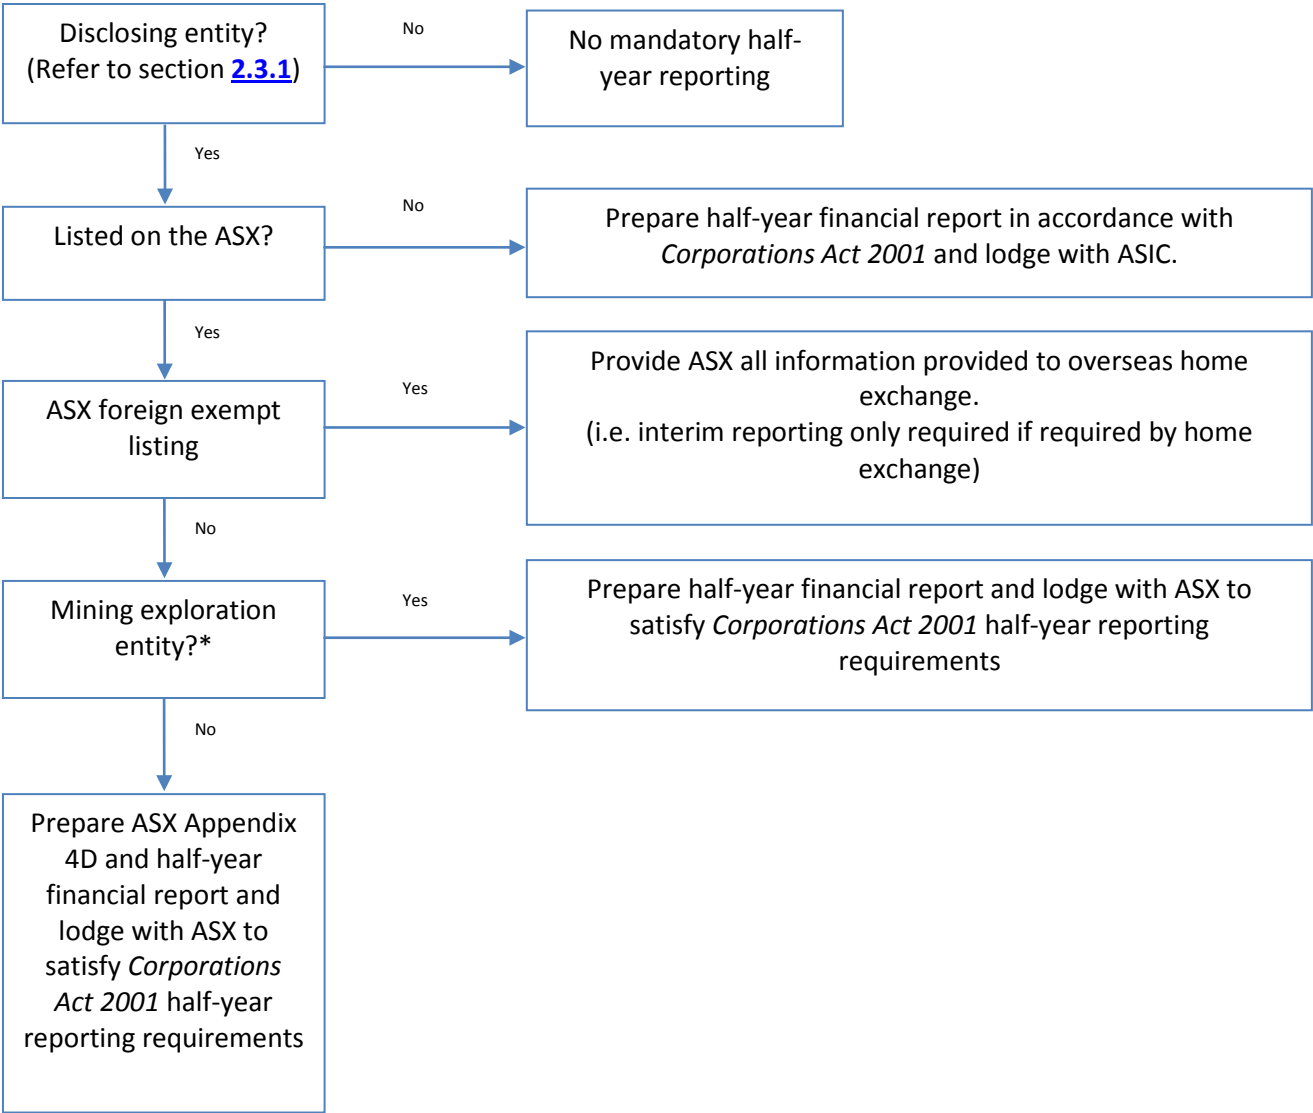 Disclosing entity?
(Refer to section 2.3.1)
No
No mandatory half-
year reporting
Yes
Listed on the ASX?
No
Prepare half-year financial report in accordance with
Corporations Act 2001 and lodge with ASIC.
Yes
ASX foreign exempt
listing
Yes
Provide ASX all information provided to overseas home
exchange.
(i.e. interim reporting only required if required by home
exchange)
No
Mining exploration
entity?*
Yes
Prepare half-year financial report and lodge with ASX to
satisfy Corporations Act 2001 half-year reporting
requirements
No
Prepare ASX Appendix
4D and half-year
financial report and
lodge with ASX to
satisfy Corporations
Act 2001 half-year
reporting requirements